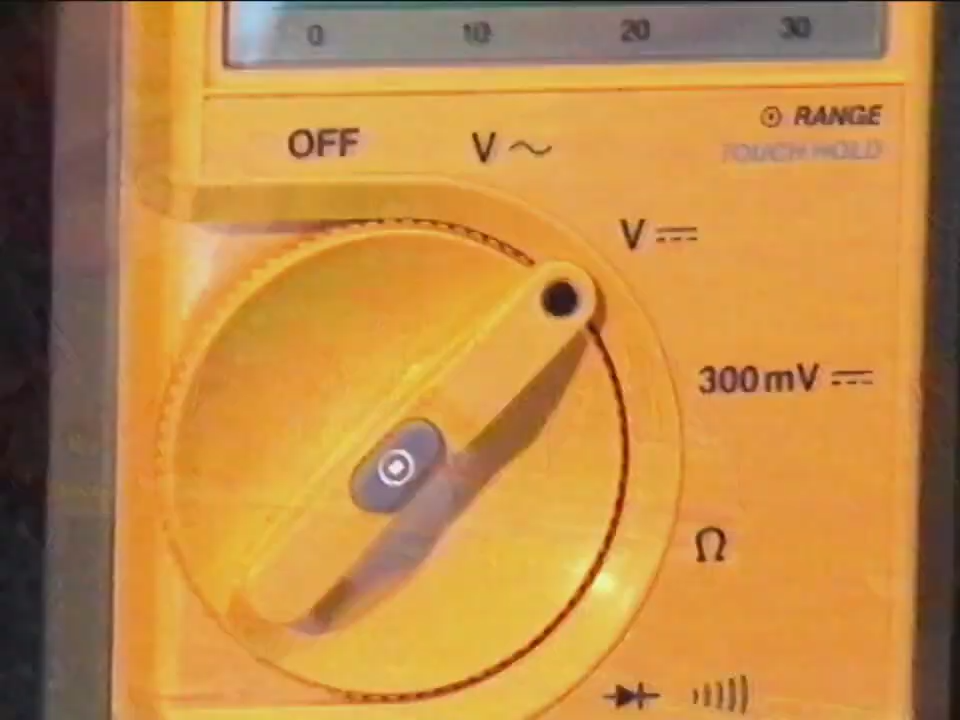 0 10 20 30
RANGE
TOUCH HOLD
OFF V~
V⎓
300mV⎓
Ω